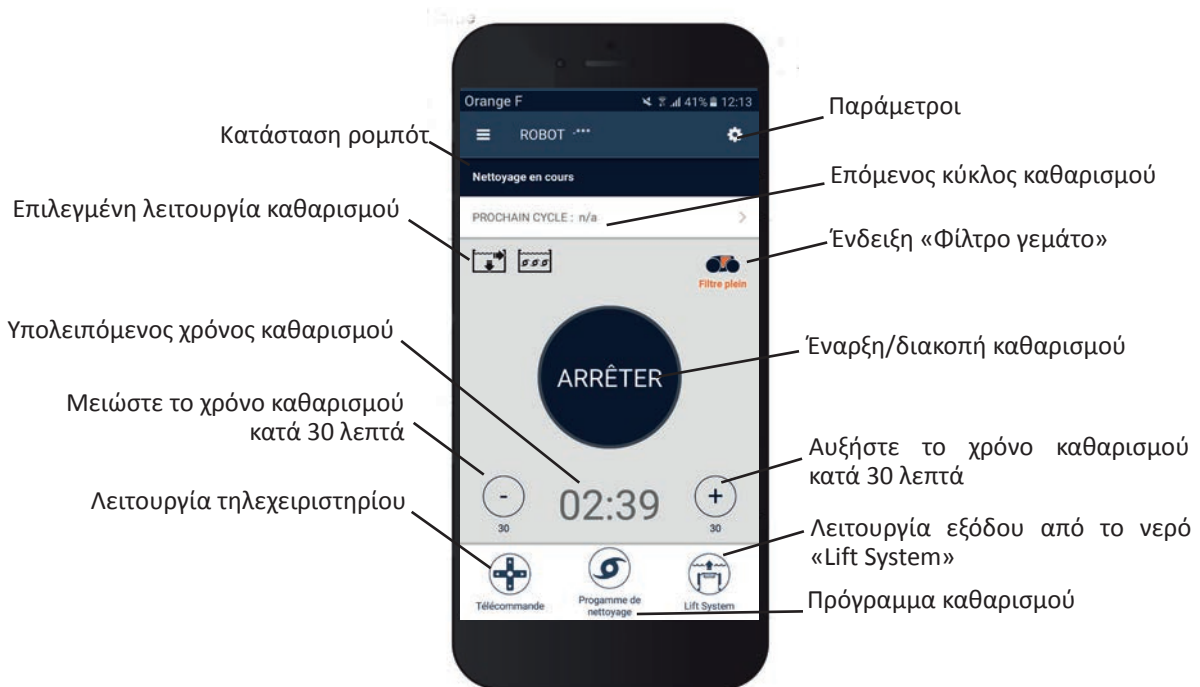 Orange F 41% 12:13
ROBOT -***
Nettoyage en cours
PROCHAIN CYCLE : n/a
Filtre plein
ARRÊTER
-
02:39
+
30
30
Télécommande
Progamme de
nettoyage
Lift System
Κατάσταση ρομπότ
Επιλεγμένη λειτουργία καθαρισμού
Υπολειπόμενος χρόνος καθαρισμού
Μειώστε το χρόνο καθαρισμού
κατά 30 λεπτά
Λειτουργία τηλεχειριστηρίου
Παράμετροι
Επόμενος κύκλος καθαρισμού
Ένδειξη «Φίλτρο γεμάτο»
Έναρξη/διακοπή καθαρισμού
Αυξήστε το χρόνο καθαρισμού
κατά 30 λεπτά
Λειτουργία εξόδου από το νερό
«Lift System»
Πρόγραμμα καθαρισμού